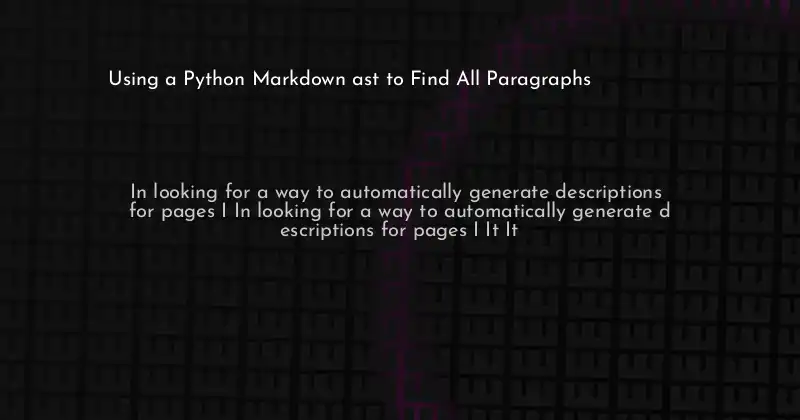 Using a Python Markdown ast to Find All Paragraphs
In looking for a way to automatically generate descriptions
for pages I In looking for a way to automatically generate d
escriptions for pages I It It